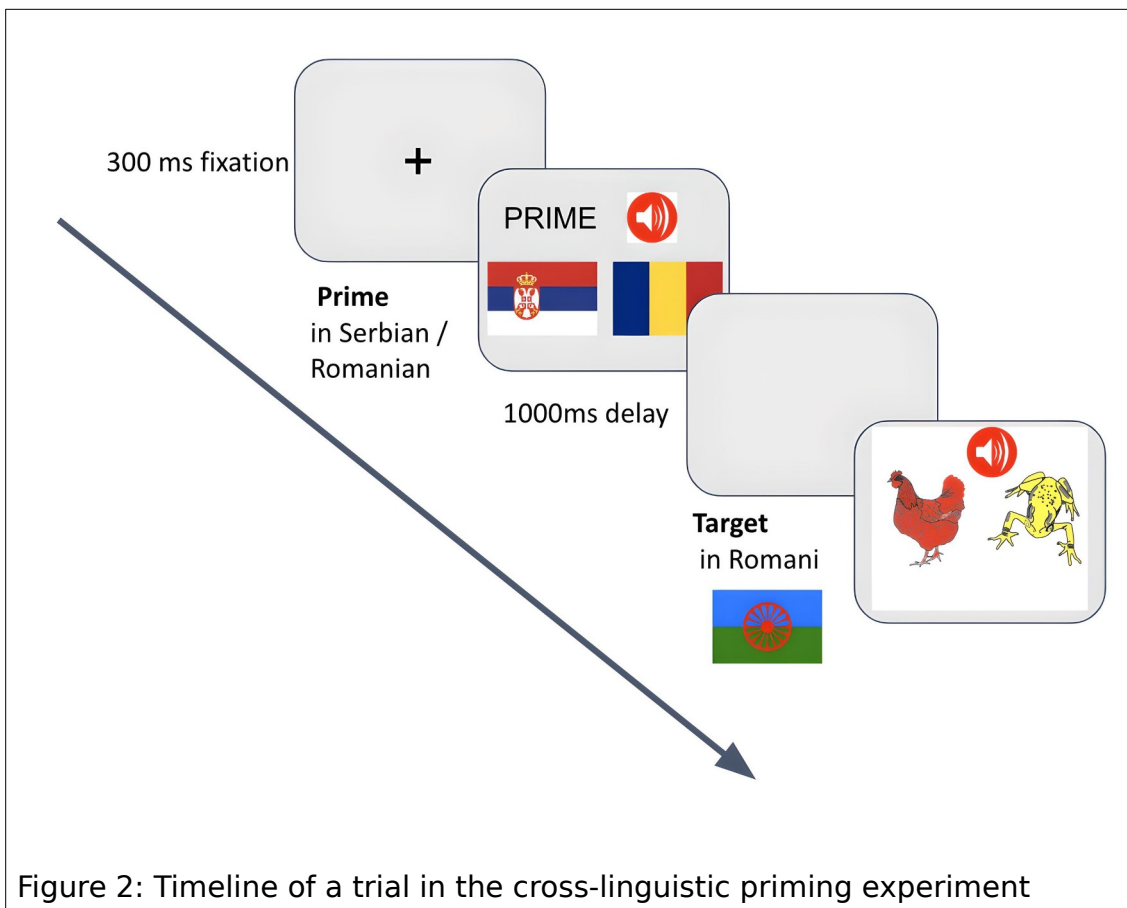 300 ms fixation
+
PRIME
Prime
in Serbian /
Romanian
1000ms delay
Target
in Romani
Figure 2: Timeline of a trial in the cross-linguistic priming experiment